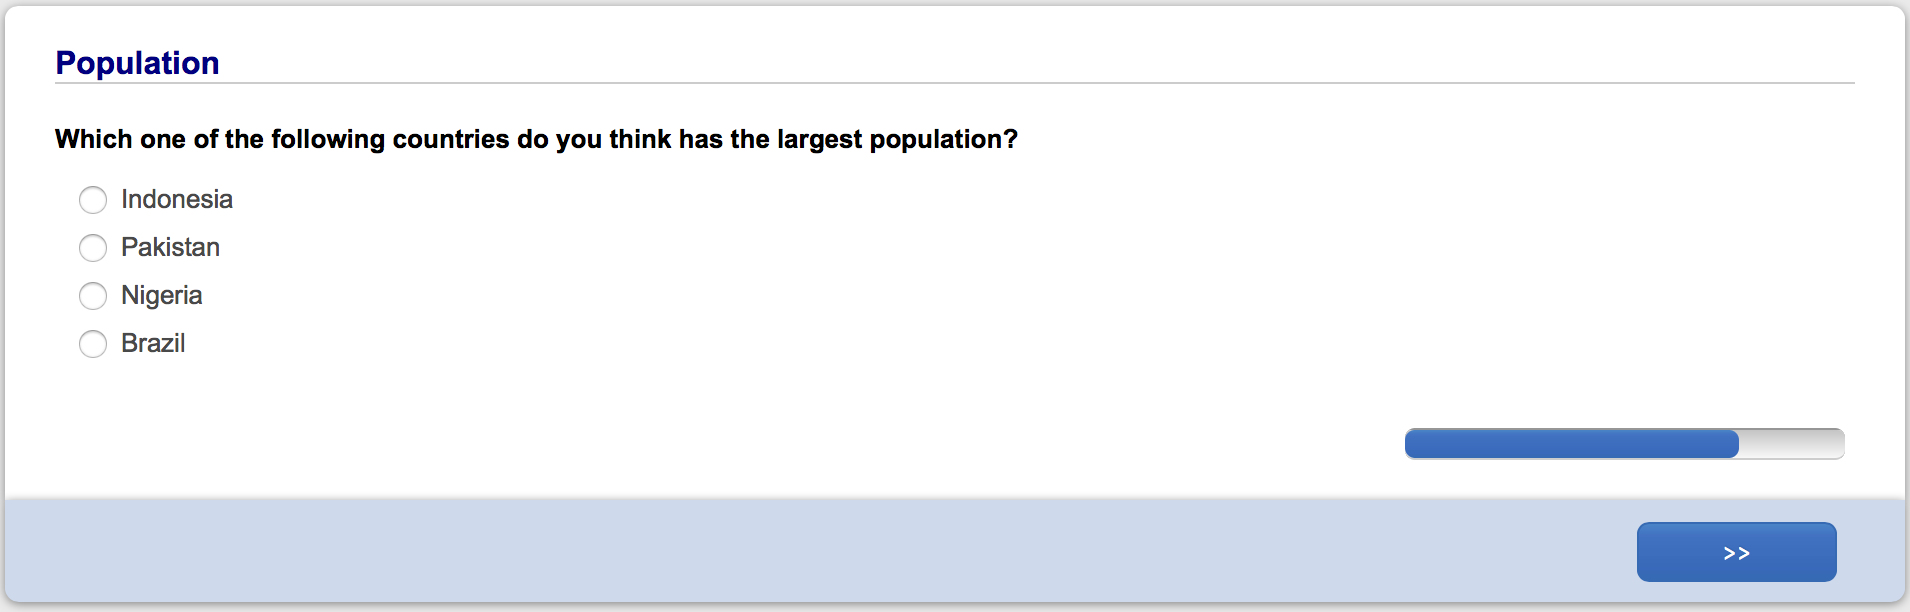 Population
Which one of the following countries do you think has the largest population?
Indonesia
Pakistan
Nigeria
Brazil
>>